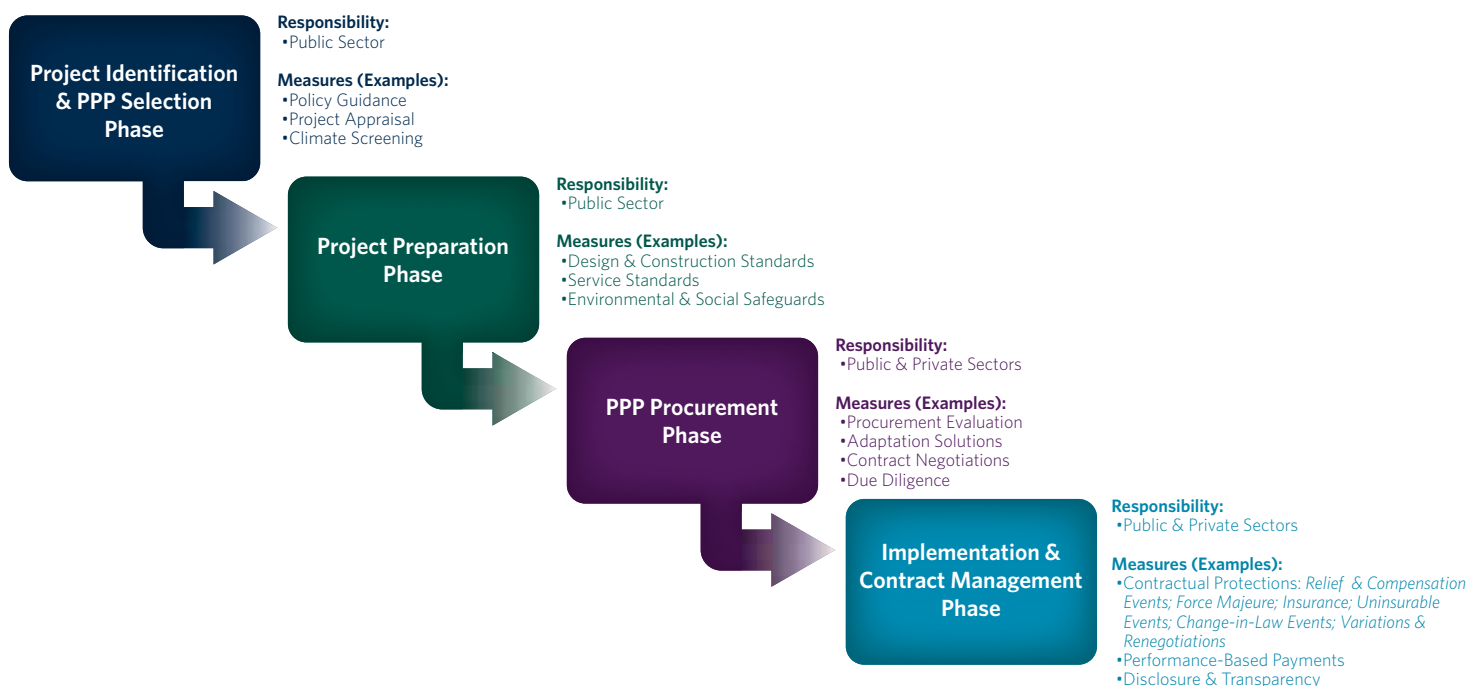 Project Identification
& PPP Selection
Phase
Responsibility:
•Public Sector
Measures (Examples):
•Policy Guidance
•Project Appraisal
•Climate Screening
Project Preparation
Phase
Responsibility:
•Public Sector
Measures (Examples):
•Design & Construction Standards
•Service Standards
•Environmental & Social Safeguards
PPP Procurement
Phase
Responsibility:
•Public & Private Sectors
Measures (Examples):
•Procurement Evaluation
•Adaptation Solutions
•Contract Negotiations
•Due Diligence
Implementation &
Contract Management
Phase
Responsibility:
•Public & Private Sectors
Measures (Examples):
•Contractual Protections: Relief & Compensation
Events; Force Majeure; Insurance; Uninsurable
Events; Change-in-Law Events; Variations &
Renegotiations
•Performance-Based Payments
•Disclosure & Transparency